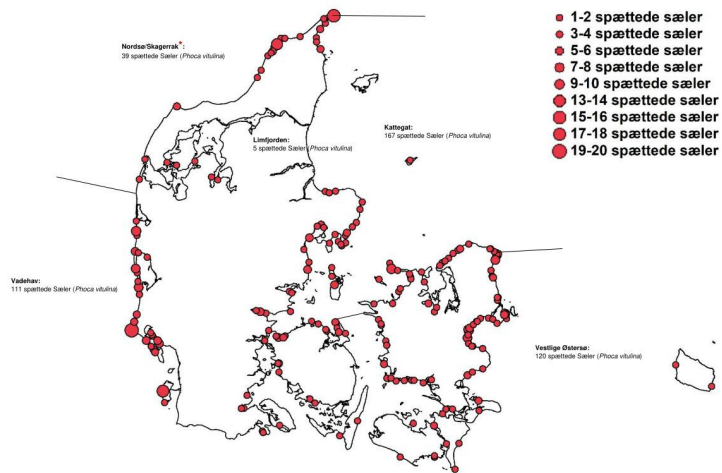 Nordsø/Skagerrak*:
39 spættede Sæler (Phoca vitulina)
Limfjorden:
5 spættede Sæler (Phoca vitulina)
Kattegat:
167 spættede Sæler (Phoca vitulina)
Vadehav:
111 spættede Sæler (Phoca vitulina)
Vestlige Østersø:
120 spættede Sæler (Phoca vitulina)
1-2 spættede sæler
3-4 spættede sæler
5-6 spættede sæler
7-8 spættede sæler
9-10 spættede sæler
13-14 spættede sæler
15-16 spættede sæler
17-18 spættede sæler
19-20 spættede sæler